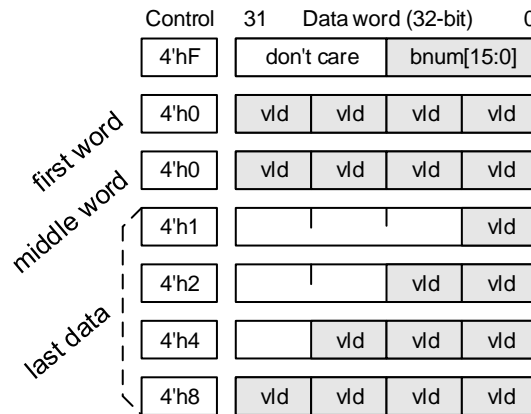 Control 31 Data word (32-bit) 0
4'hF don't care bnum[15:0]
first word 4'h0 vld vld vld vld
middle word 4'h0 vld vld vld vld
last data 4'h1 vld
4'h2 vld vld
4'h4 vld vld vld
4'h8 vld vld vld vld